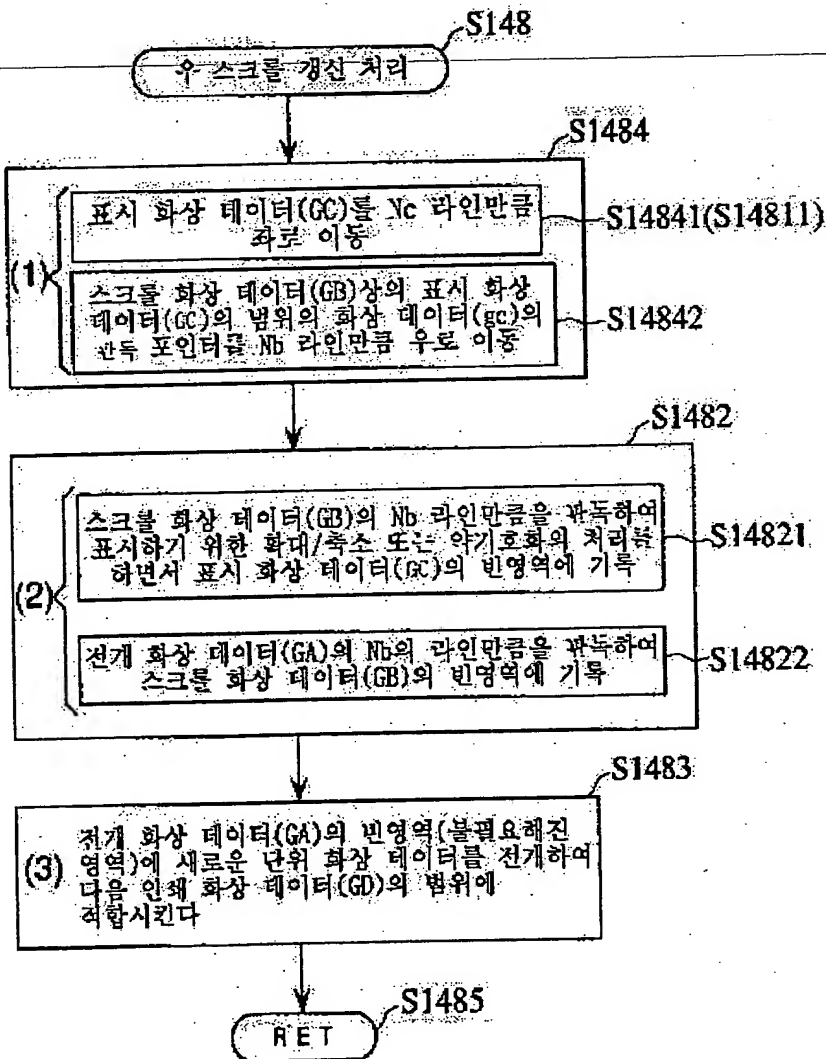 S148
우 스크롤 갱신 처리
S1484
(1)
표시 화상 데이터(GC)를 Nc 라인만큼
좌로 이동
S14841(S14811)
스크롤 화상 데이터(GB)상의 표시 화상
데이터(GC)의 범위의 화상 데이터(gc)의
판독 포인터를 Nb 라인만큼 우로 이동
S14842
S1482
(2)
스크롤 화상 데이터(GB)의 Nb 라인만큼을 판독하여
표시하기 위한 확대/축소 또는 약기호화의 처리를
하면서 표시 화상 데이터(GC)의 빈영역에 기록
S14821
전개 화상 데이터(GA)의 Nb의 라인만큼을 판독하여
스크롤 화상 데이터(GB)의 빈영역에 기록
S14822
S1483
(3)
전개 화상 데이터(GA)의 빈영역(불필요해진
영역)에 새로운 단위 화상 데이터를 전개하여
다음 인쇄 화상 데이터(GD)의 범위에
적합시킨다
S1485
RET